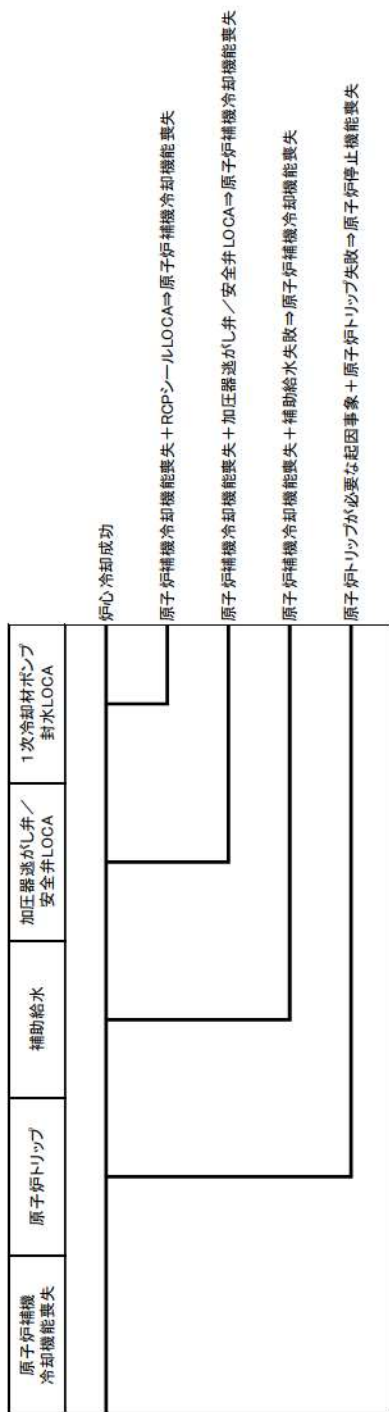 原子炉補機
冷却機能喪失
原子炉トリップ
補助給水
加圧器逃がし弁／
安全弁LOCA
1次冷却材ポンプ
封水LOCA
炉心冷却成功
原子炉補機冷却機能喪失＋RCPシールLOCA⇒原子炉補機冷却機能喪失
原子炉補機冷却機能喪失＋加圧器逃がし弁／安全弁LOCA⇒原子炉補機冷却機能喪失
原子炉補機冷却機能喪失＋補助給水失敗⇒原子炉補機冷却機能喪失
原子炉トリップが必要な起因事象＋原子炉トリップ失敗⇒原子炉停止機能喪失